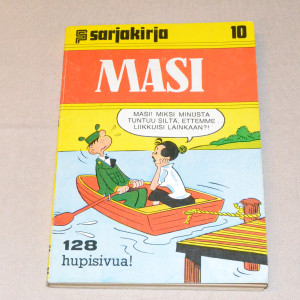 sarjakirja 10
MASI
MASI! MIKSI MINUSTA
TUNTUU SILTÄ, ETTEMME
LIIKKUISI LAINKAAN?!
128
hupisivua!